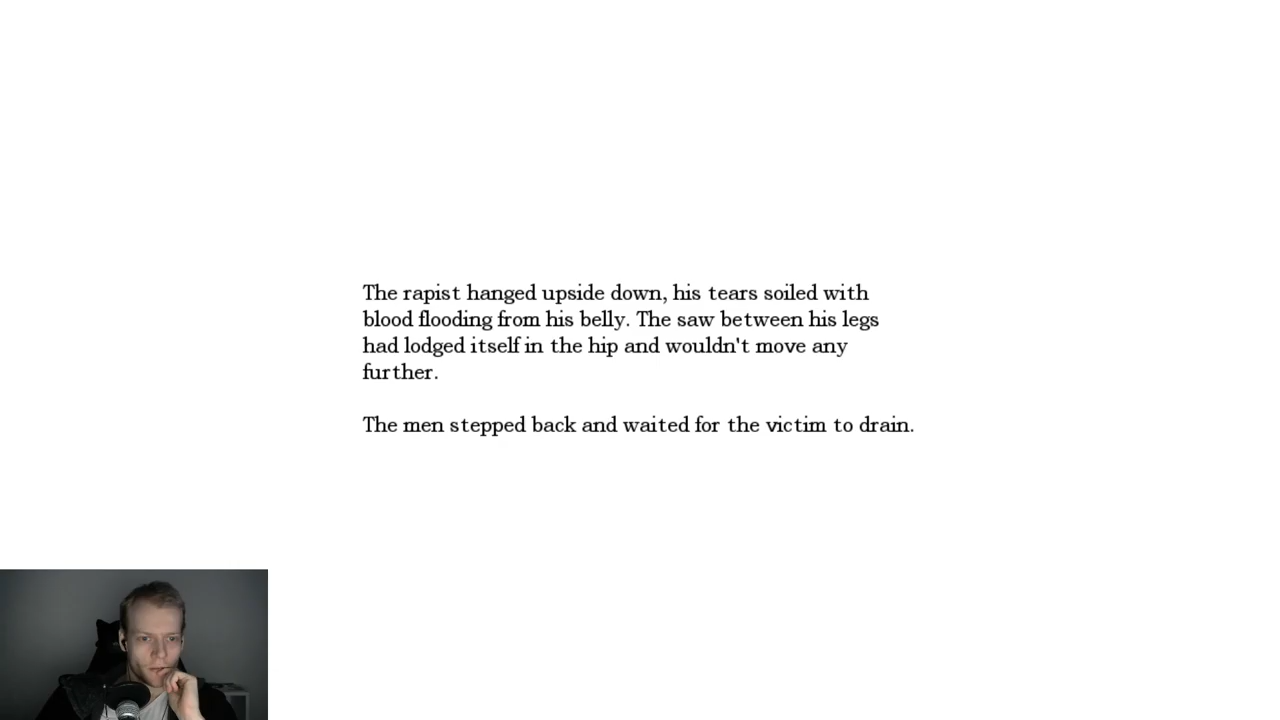 The rapist hanged upside down, his tears soiled with
blood flooding from his belly. The saw between his legs
had lodged itself in the hip and wouldn't move any
further.
The men stepped back and waited for the victim to drain.